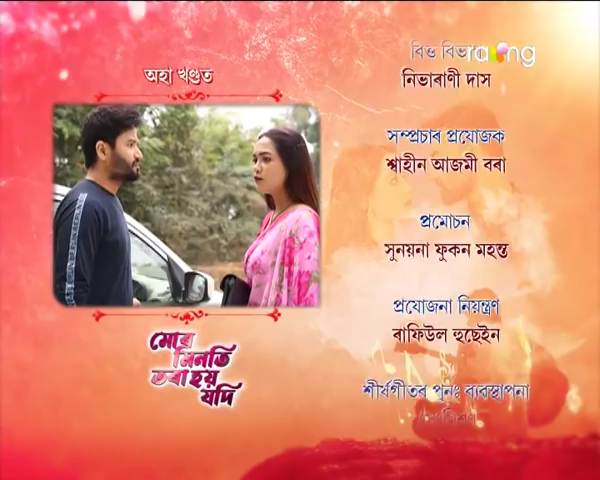 অহা খণ্ডত
মোৰ
মিনতি
তৰা হয়
যদি
বিত্ত
rang
নিভাৰাণী দাস
সম্প্ৰচাৰ প্ৰযোজক
শ্বাহীন আজমী বৰা
প্ৰমোচন
সুনয়না ফুকন মহন্ত
প্ৰযোজনা নিয়ন্ত্ৰণ
ৰাফিউল হুছেইন
শীৰ্ষগীতৰ পুনঃ ব্যৱস্থাপনা